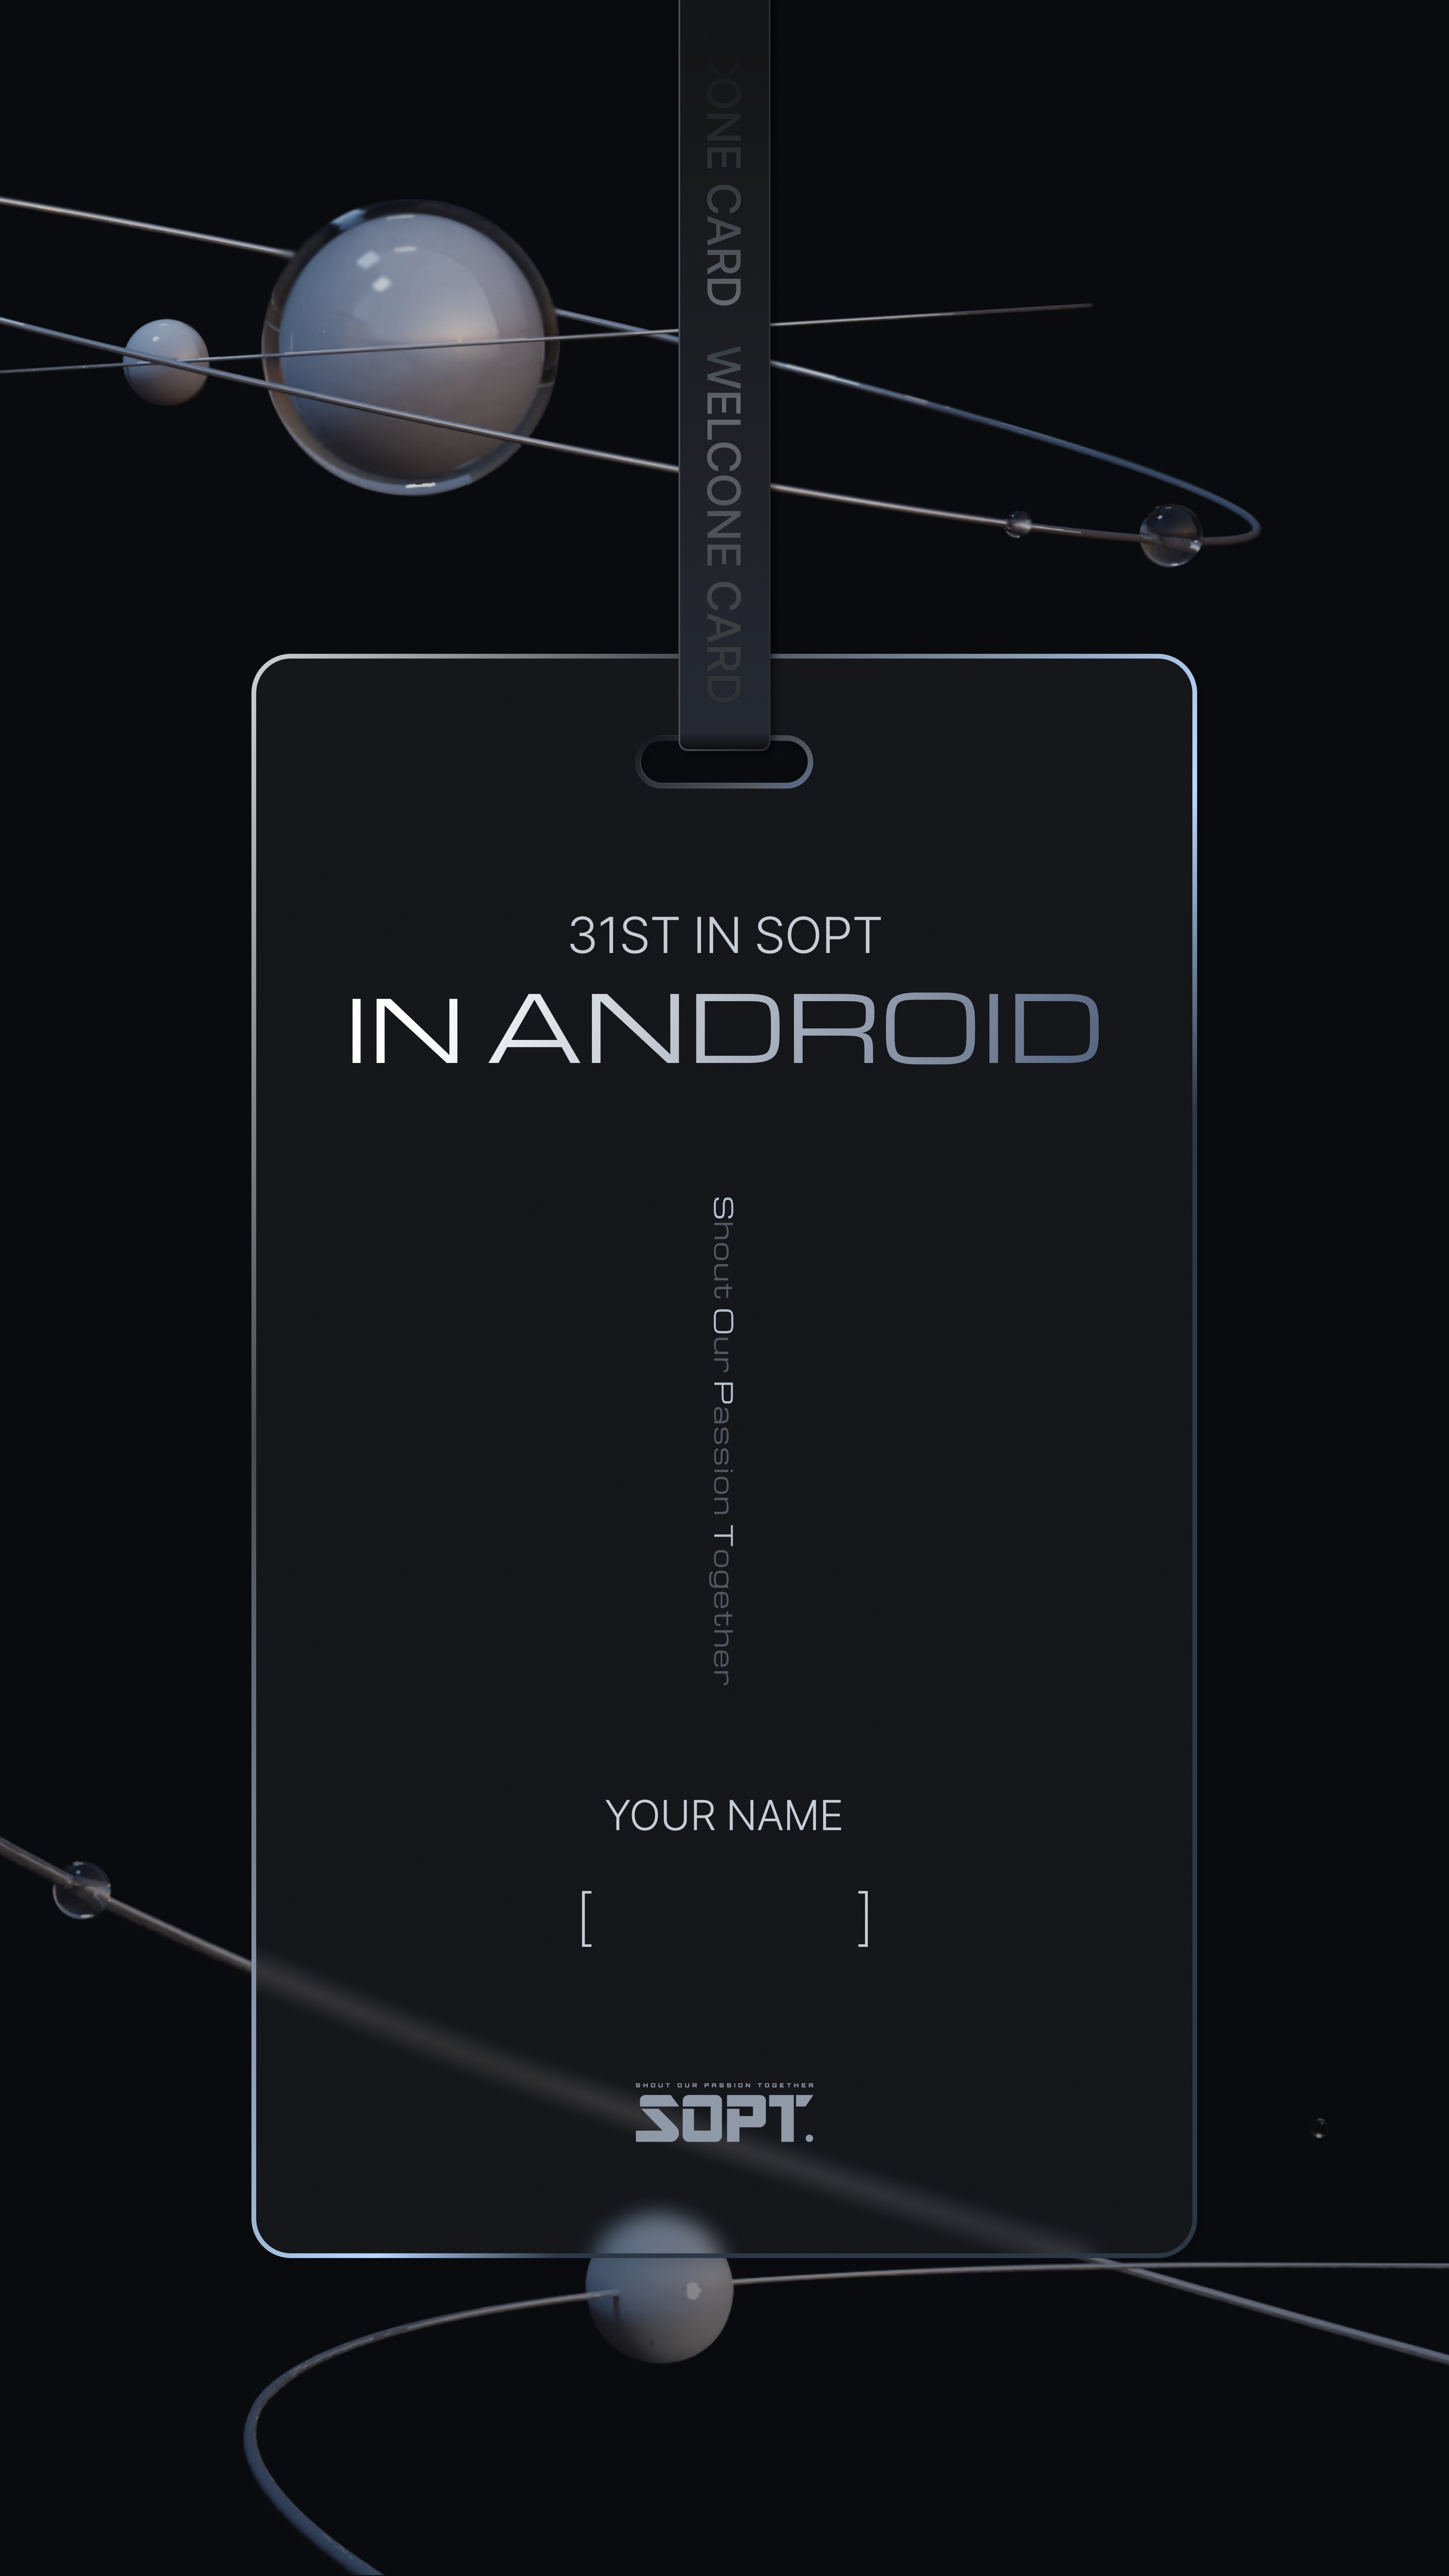 CONE CARD WELCONE CARD
31ST IN SOPT
IN ANDROID
Shout Our Passion Together
YOUR NAME
[ ]
SHOUT OUR PASSION TOGETHER
SOPT.